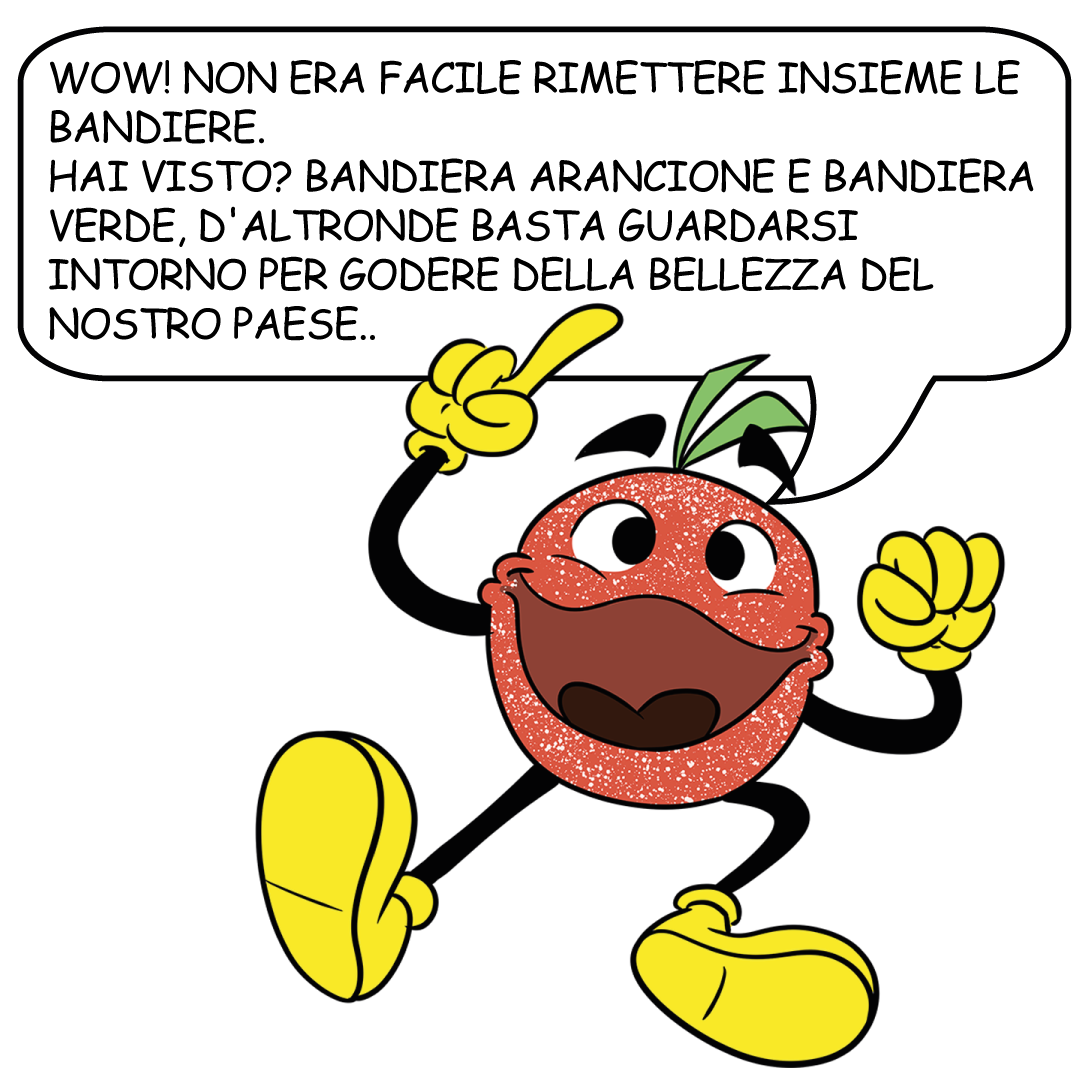 WOW! NON ERA FACILE RIMETTERE INSIEME LE
BANDIERE.
HAI VISTO? BANDIERA ARANCIONE E BANDIERA
VERDE, D'ALTRONDE BASTA GUARDARSI
INTORNO PER GODERE DELLA BELLEZZA DEL
NOSTRO PAESE..